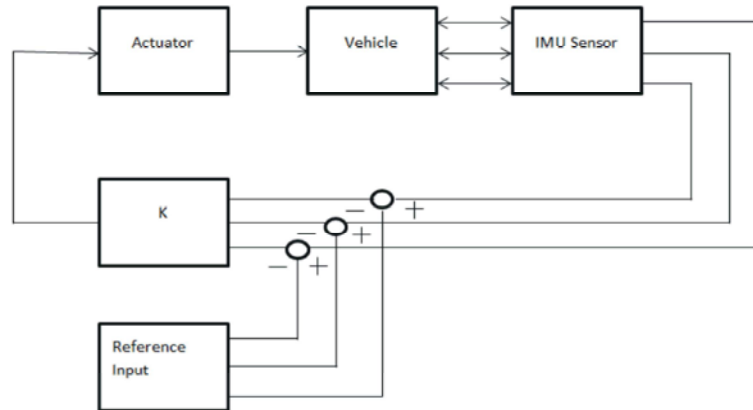 Actuator
Vehicle
IMU Sensor
K
− +
− +
− +
Reference
Input